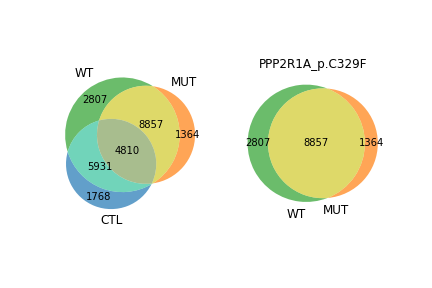 WT
MUT
2807
8857
1364
4810
5931
1768
CTL
PPP2R1A_p.C329F
2807
8857
1364
WT
MUT